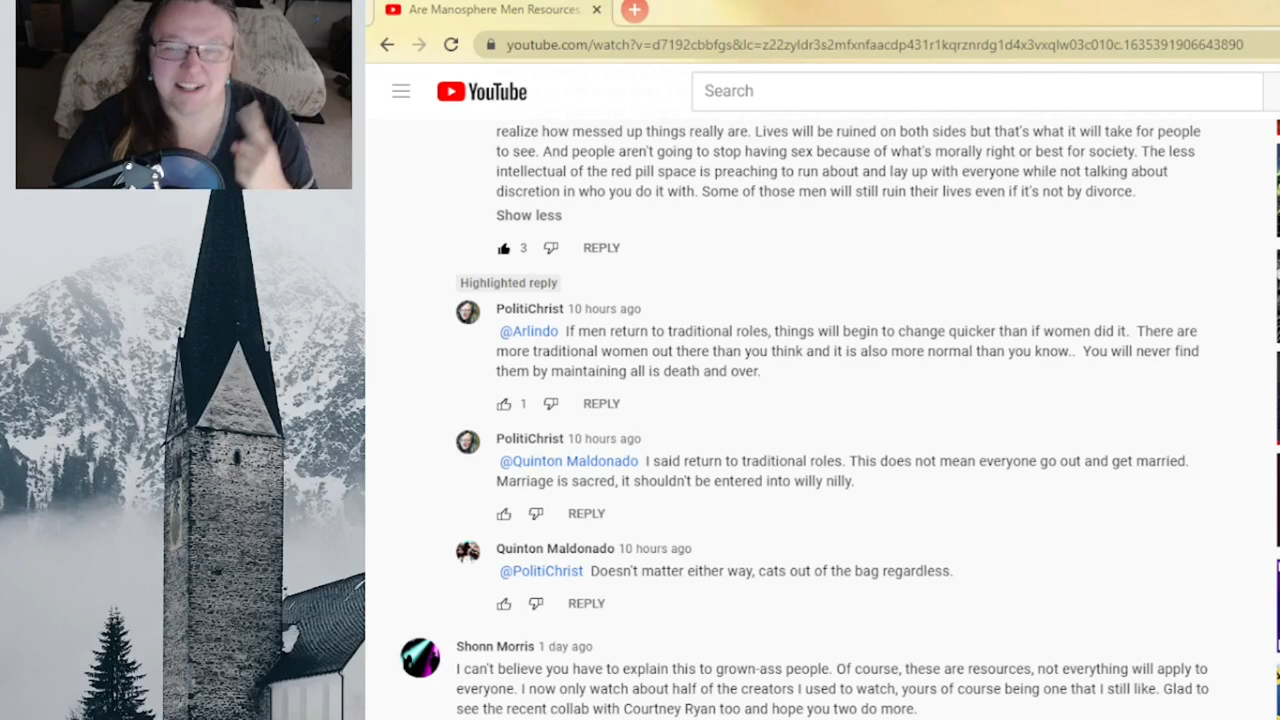 Are Manosphere Men Resources
youtube.com/watch?v=d7192cbbfgs&lc=z22zyldr3s2mfxnfaacdp431r1kqrznrdg1d4x3vxqlw03c010c.1635391906643890
YouTube
Search
realize how messed up things really are. Lives will be ruined on both sides but that's what it will take for people
to see. And people aren't going to stop having sex because of what's morally right or best for society. The less
intellectual of the red pill space is preaching to run about and lay up with everyone while not talking about
discretion in who you do it with. Some of those men will still ruin their lives even if it's not by divorce.
Show less
3 REPLY
Highlighted reply
PolitiChrist 10 hours ago
@Arlindo If men return to traditional roles, things will begin to change quicker than if women did it. There are
more traditional women out there than you think and it is also more normal than you know.. You will never find
them by maintaining all is death and over.
1 REPLY
PolitiChrist 10 hours ago
@Quinton Maldonado I said return to traditional roles. This does not mean everyone go out and get married.
Marriage is sacred, it shouldn't be entered into willy nilly.
REPLY
Quinton Maldonado 10 hours ago
@PolitiChrist Doesn't matter either way, cats out of the bag regardless.
REPLY
Shonn Morris 1 day ago
I can't believe you have to explain this to grown-ass people. Of course, these are resources, not everything will apply to
everyone. I now only watch about half of the creators I used to watch, yours of course being one that I still like. Glad to
see the recent collab with Courtney Ryan too and hope you two do more.